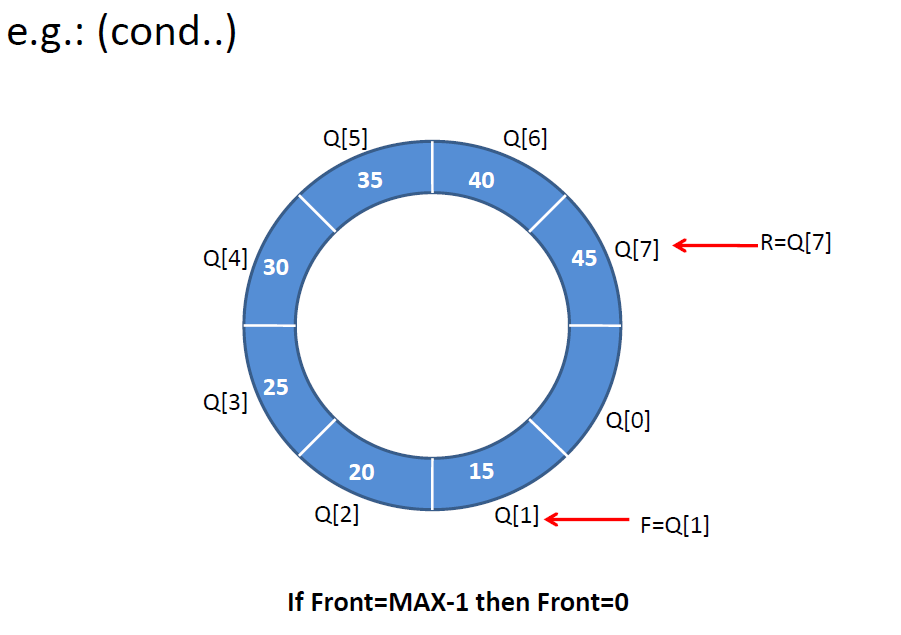 e.g.: (cond..)
Q[5]
Q[6]
35
40
Q[4]
30
45
Q[7]
R=Q[7]
Q[3]
25
Q[0]
20
15
Q[2]
Q[1]
F=Q[1]
If Front=MAX-1 then Front=0